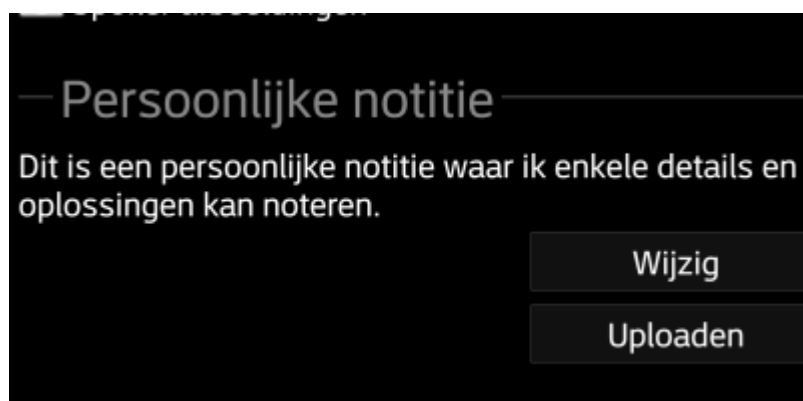 Persoonlijke notitie
Dit is een persoonlijke notitie waar ik enkele details en
oplossingen kan noteren.
Wijzig
Uploaden